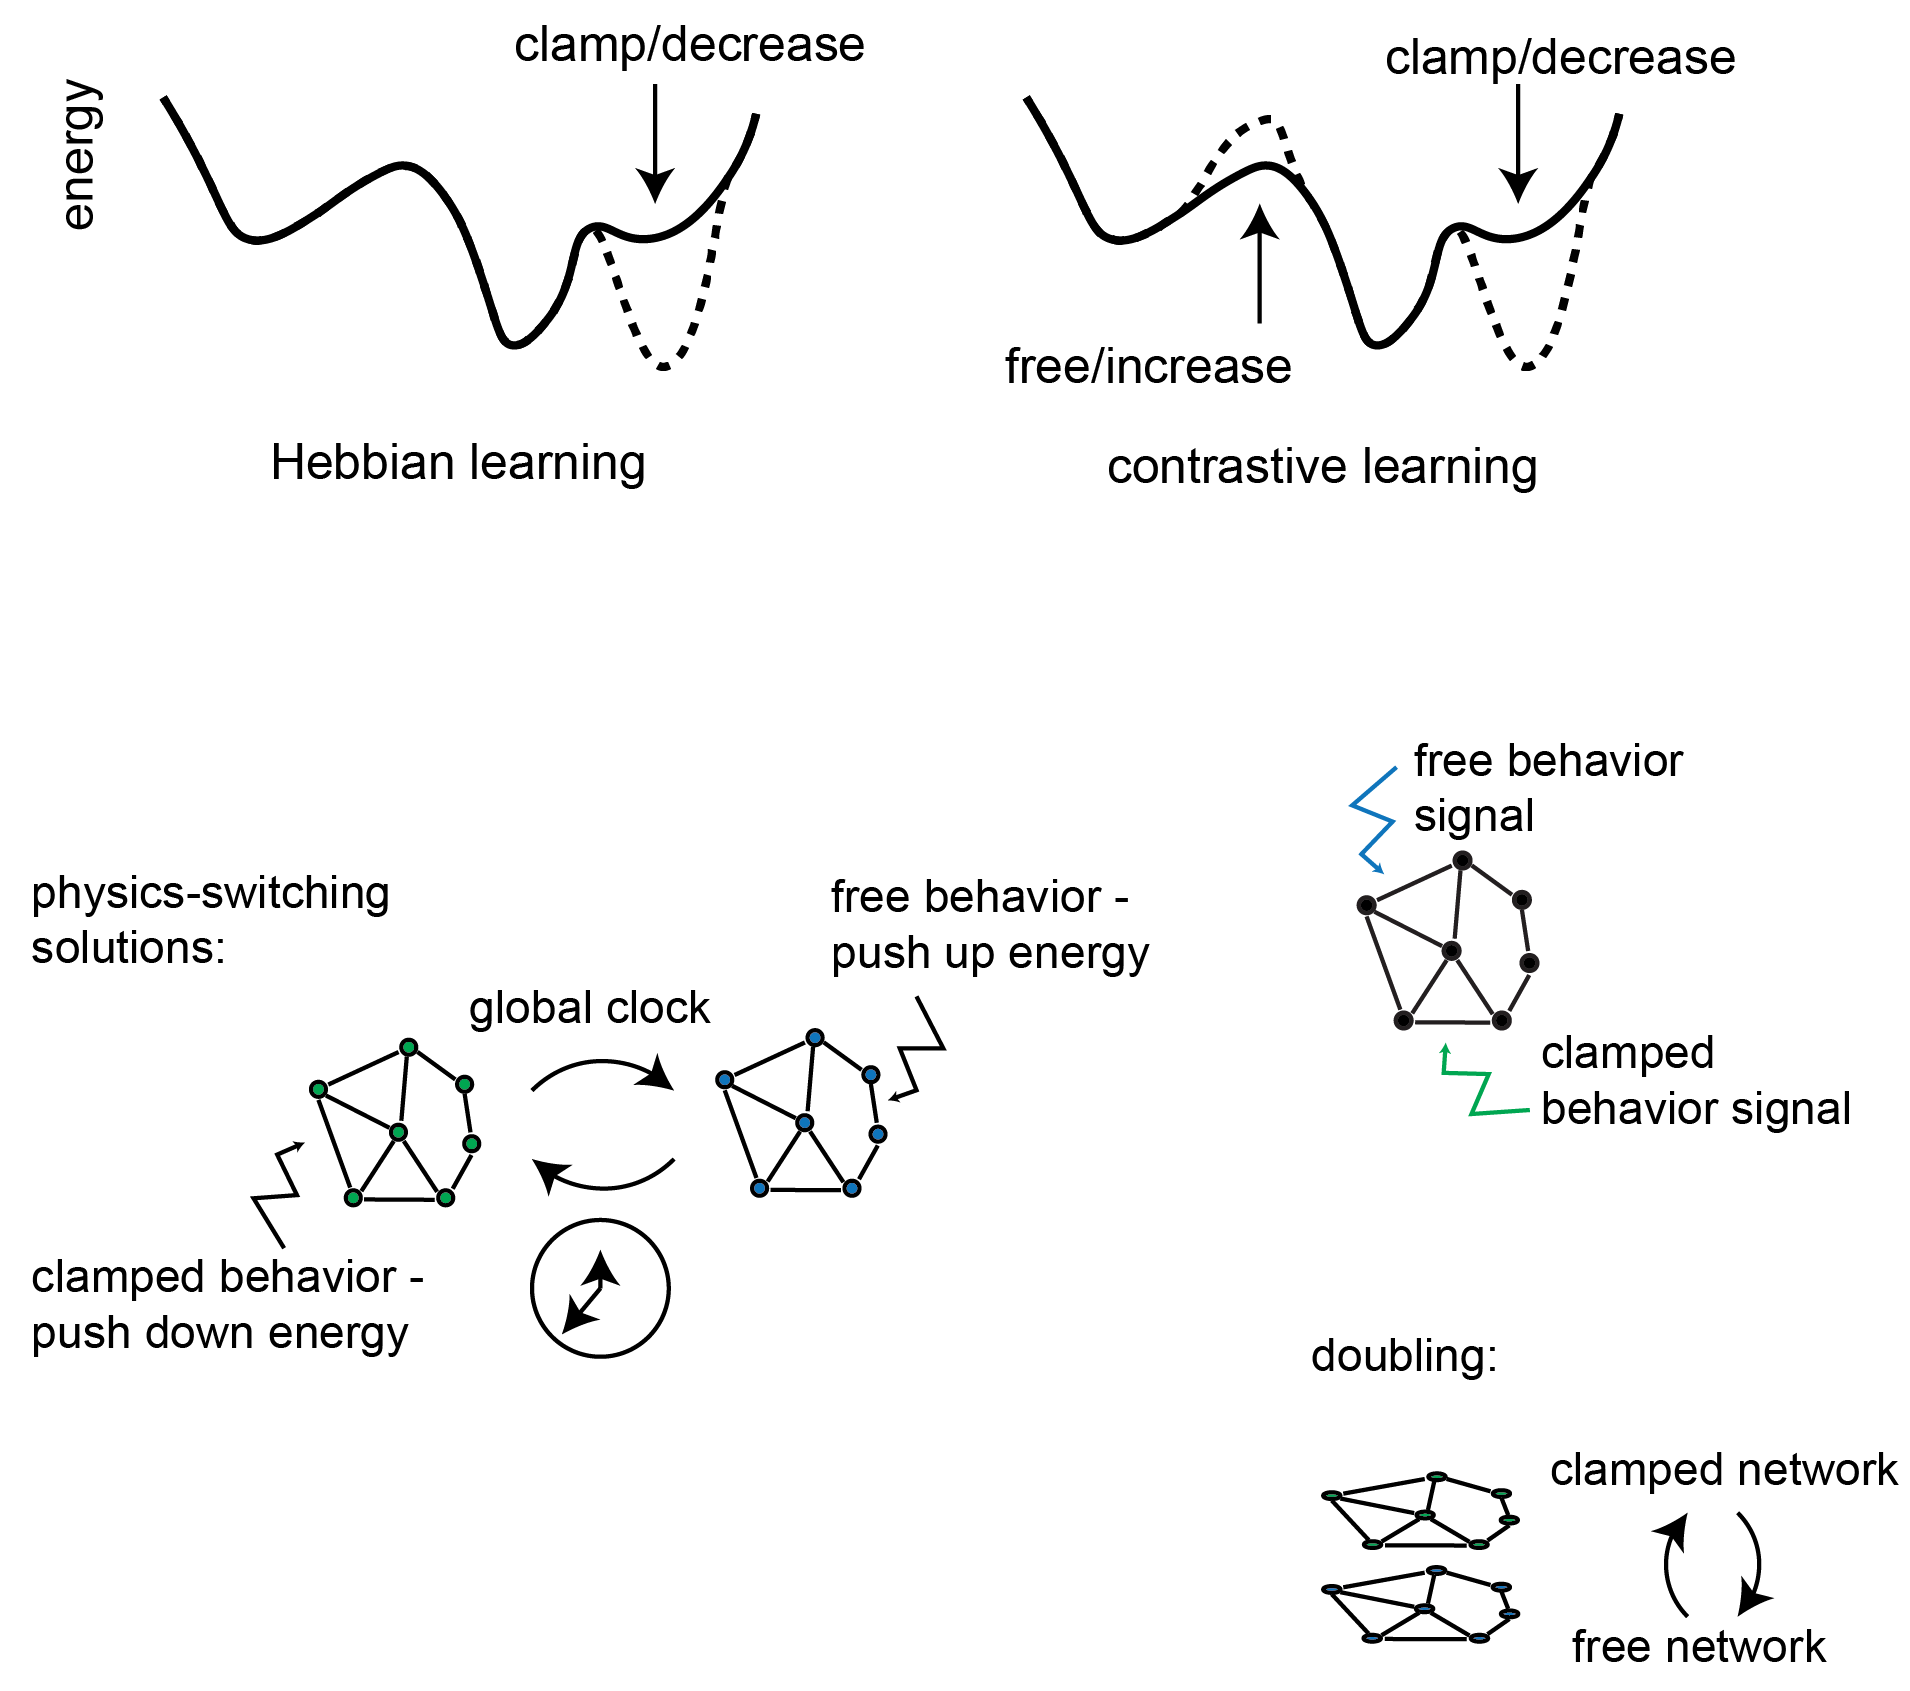 clamp/decrease
energy
Hebbian learning
clamp/decrease
free/increase
contrastive learning
physics-switching
solutions:
global clock
free behavior -
push up energy
clamped behavior -
push down energy
free behavior
signal
clamped
behavior signal
doubling:
clamped network
free network